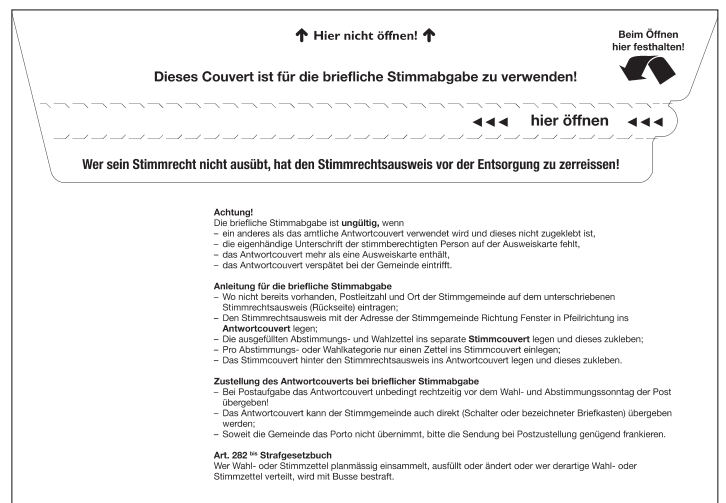 ↑ Hier nicht öffnen! ↑
Beim Öffnen
hier festhalten!
Dieses Couvert ist für die briefliche Stimmabgabe zu verwenden!
◄◄◄ hier öffnen ◄◄◄
Wer sein Stimmrecht nicht ausübt, hat den Stimmrechtsausweis vor der Entsorgung zu zerreissen!
Achtung!
Die briefliche Stimmabgabe ist ungültig, wenn
– ein anderes als das amtliche Antwortcouvert verwendet wird und dieses nicht zugeklebt ist,
– die eigenhändige Unterschrift der stimmberechtigten Person auf der Ausweiskarte fehlt,
– das Antwortcouvert mehr als eine Ausweiskarte enthält,
– das Antwortcouvert verspätet bei der Gemeinde eintrifft.
Anleitung für die briefliche Stimmabgabe
– Wo nicht bereits vorhanden, Postleitzahl und Ort der Stimmgemeinde auf dem unterschriebenen
Stimmrechtsausweis (Rückseite) eintragen;
– Den Stimmrechtsausweis mit der Adresse der Stimmgemeinde Richtung Fenster in Pfeilrichtung ins
Antwortcouvert legen;
– Die ausgefüllten Abstimmungs- und Wahlzettel ins separate Stimmcouvert legen und dieses zukleben;
– Pro Abstimmungs- oder Wahlkategorie nur einen Zettel ins Stimmcouvert einlegen;
– Das Stimmcouvert hinter den Stimmrechtsausweis ins Antwortcouvert legen und dieses zukleben.
Zustellung des Antwortcouverts bei brieflicher Stimmabgabe
– Bei Postaufgabe das Antwortcouvert unbedingt rechtzeitig vor dem Wahl- und Abstimmungssonntag der Post
übergeben!
– Das Antwortcouvert kann der Stimmgemeinde auch direkt (Schalter oder bezeichneter Briefkasten) übergeben
werden;
– Soweit die Gemeinde das Porto nicht übernimmt, bitte die Sendung bei Postzustellung genügend frankieren.
Art. 282 bis Strafgesetzbuch
Wer Wahl- oder Stimmzettel planmässig einsammelt, ausfüllt oder ändert oder wer derartige Wahl- oder
Stimmzettel verteilt, wird mit Busse bestraft.